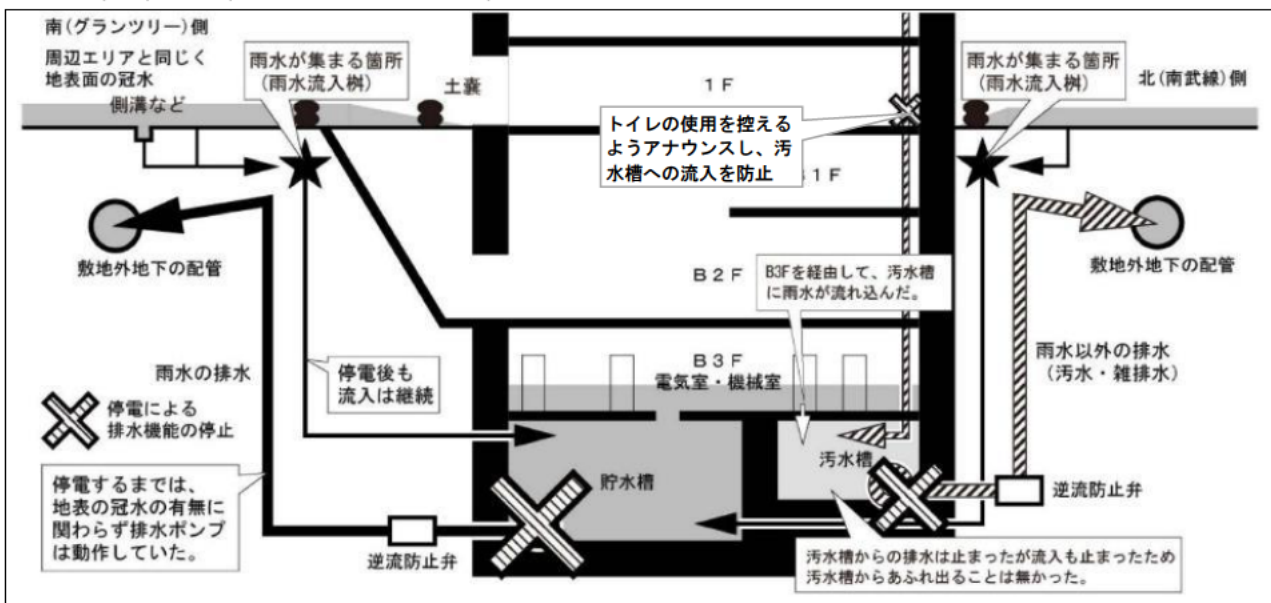 南(グランツリー)側
周辺エリアと同じく
地表面の冠水
側溝など
雨水が集まる箇所
(雨水流入桝)
土嚢
1F
トイレの使用を控える
ようアナウンスし、汚
水槽への流入を防止
雨水が集まる箇所
(雨水流入桝)
北(南武線)側
1F
敷地外地下の配管
B2F
B3Fを経由して、汚水槽
に雨水が流れ込んだ。
敷地外地下の配管
雨水の排水
停電後も
流入は継続
B3F
電気室・機械室
雨水以外の排水
(汚水・雑排水)
停電による
排水機能の停止
停電するまでは、
地表の冠水の有無に
関わらず排水ポンプ
は動作していた。
貯水槽
汚水槽
逆流防止弁
逆流防止弁
汚水槽からの排水は止まったが流入も止まったため
汚水槽からあふれ出ることは無かった。